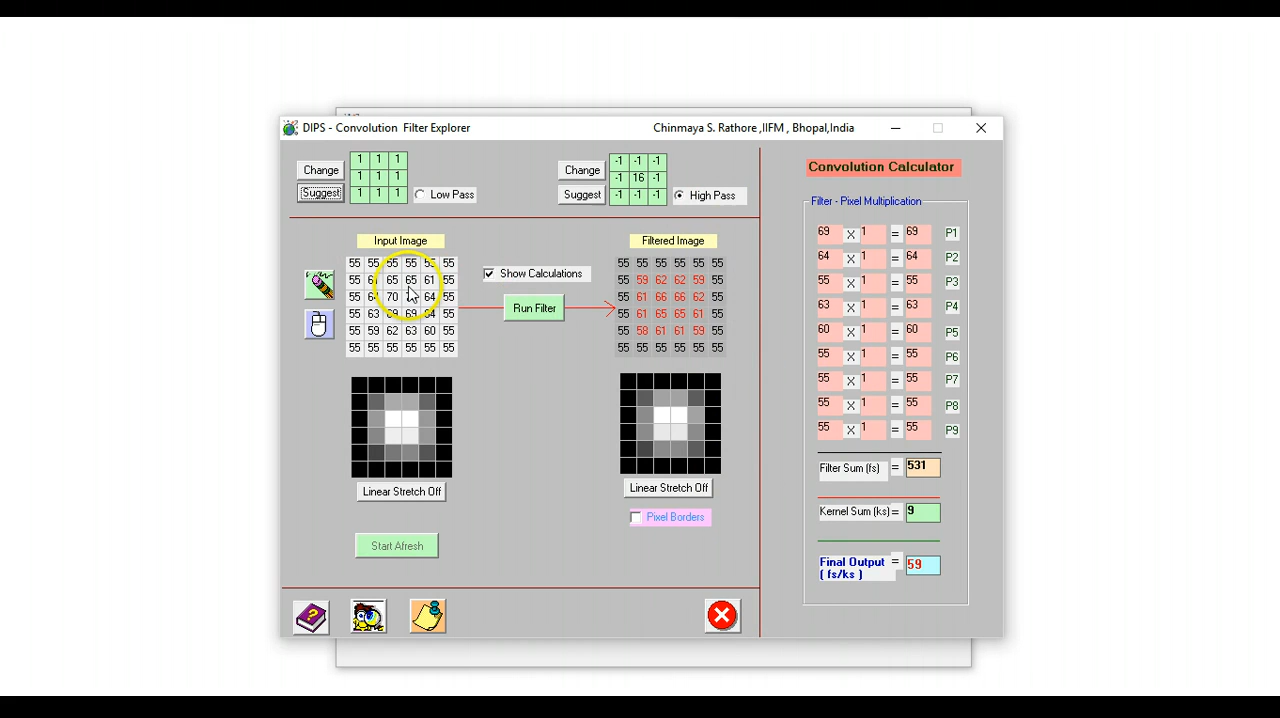 DIPS - Convolution Filter Explorer Chinmaya S. Rathore ,IIFM , Bhopal,India
Change
Suggest
1 1 1
1 1 1
1 1 1
Low Pass
Change
Suggest
-1 -1 -1
-1 16 -1
-1 -1 -1
High Pass
Input Image
55 55 55 55 55 55
55 65 65 61 55
55 70 64 55
55 63 69 69 64 55
55 59 62 63 60 55
55 55 55 55 55 55
Show Calculations
Run Filter
Filtered Image
55 55 55 55 55 55
55 59 62 62 59 55
55 61 66 66 62 55
55 61 65 65 61 55
55 58 61 61 59 55
55 55 55 55 55 55
Linear Stretch Off
Linear Stretch Off
Pixel Borders
Start Afresh
Convolution Calculator
Filter - Pixel Multiplication
69 X 1 = 69 P1
64 X 1 = 64 P2
55 X 1 = 55 P3
63 X 1 = 63 P4
60 X 1 = 60 P5
55 X 1 = 55 P6
55 X 1 = 55 P7
55 X 1 = 55 P8
55 X 1 = 55 P9
Filter Sum (fs) = 531
Kernel Sum (ks) = 9
Final Output = 59
( fs/ks )